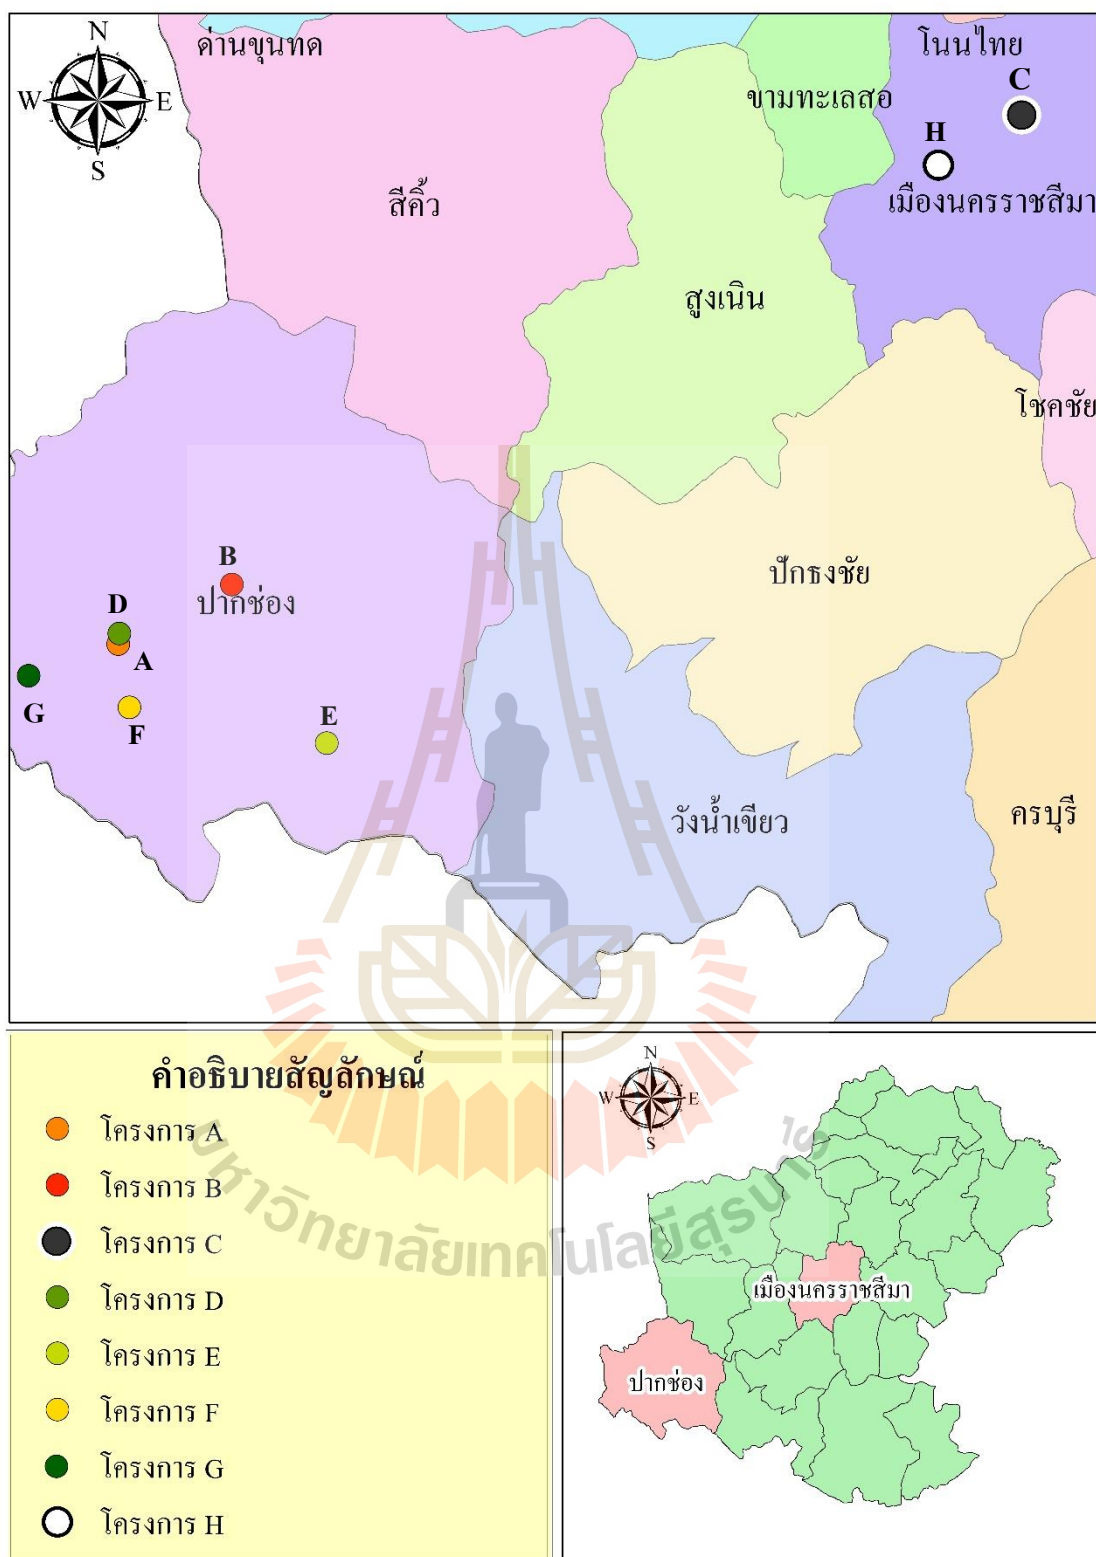 N
ด่านขุนทด
โนนไทย
W
E
C
ขามทะเลสอ
H
S
สีคิ้ว
เมืองนครราชสีมา
สูงเนิน
โชคชัย
B
ปักธงชัย
ปากช่อง
D
A
G
F
E
วังน้ำเขียว
ครบุรี
คำอธิบายสัญลักษณ์
โครงการ A
โครงการ B
โครงการ C
โครงการ D
โครงการ E
โครงการ F
โครงการ G
โครงการ H
N
W
E
S
เมืองนครราชสีมา
ปากช่อง
มหาวิทยาลัยเทคโนโลยีสุรนารี